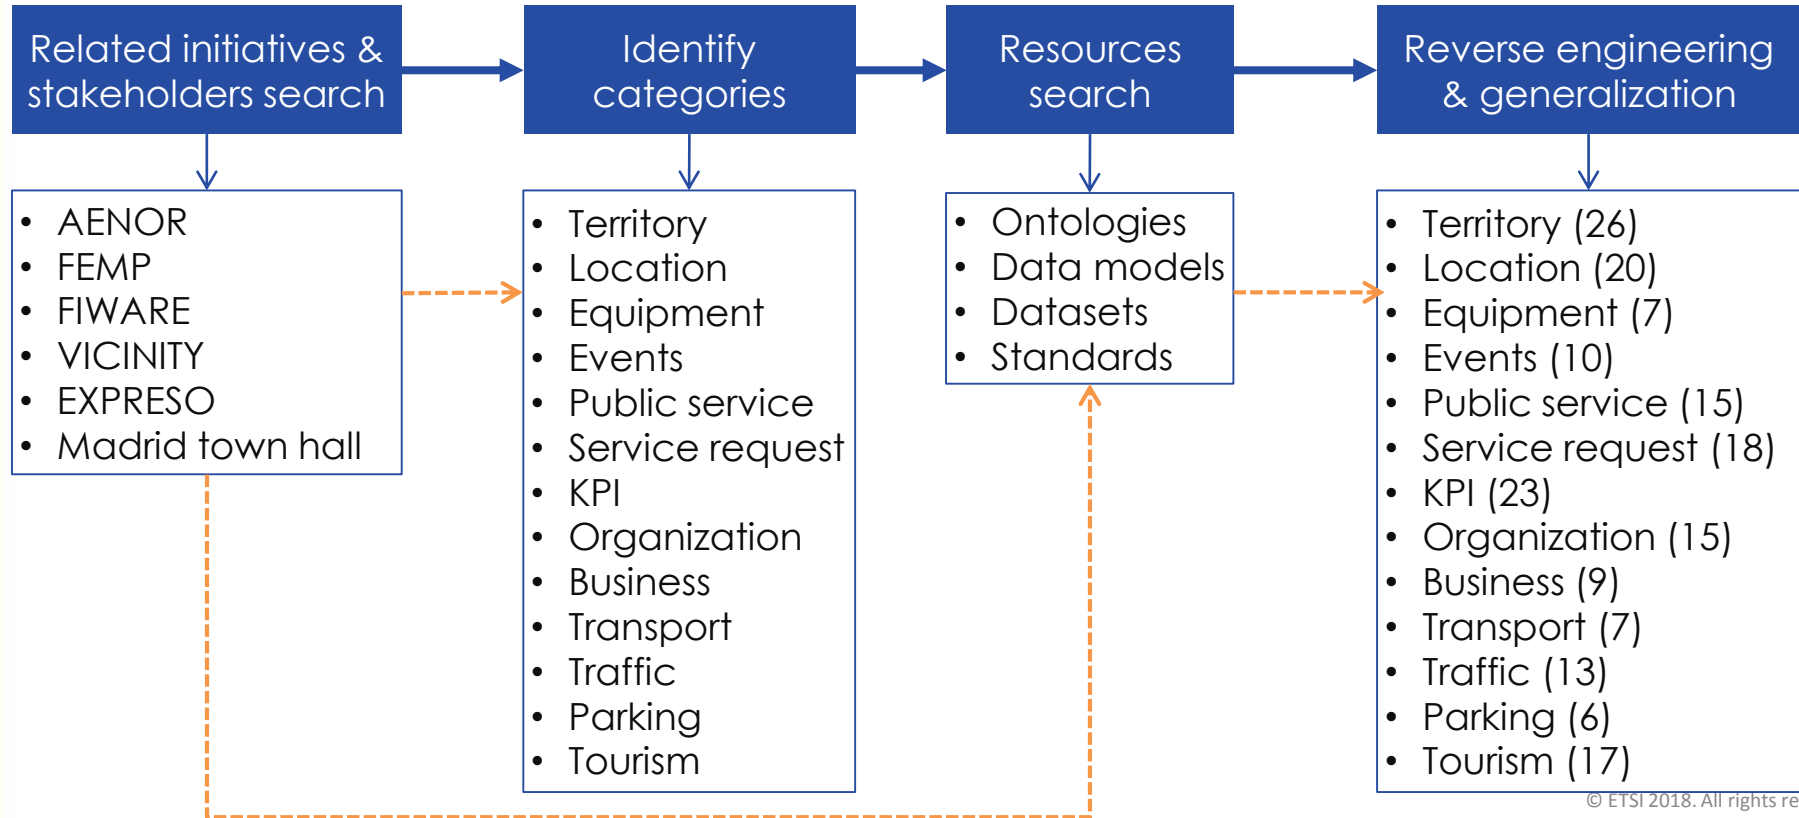 Related initiatives &
stakeholders search
Identify
categories
Resources
search
Reverse engineering
& generalization
• AENOR
• FEMP
• FIWARE
• VICINITY
• EXPRESO
• Madrid town hall
• Territory
• Location
• Equipment
• Events
• Public service
• Service request
• KPI
• Organization
• Business
• Transport
• Traffic
• Parking
• Tourism
• Ontologies
• Data models
• Datasets
• Standards
• Territory (26)
• Location (20)
• Equipment (7)
• Events (10)
• Public service (15)
• Service request (18)
• KPI (23)
• Organization (15)
• Business (9)
• Transport (7)
• Traffic (13)
• Parking (6)
• Tourism (17)
© ETSI 2018. All rights re